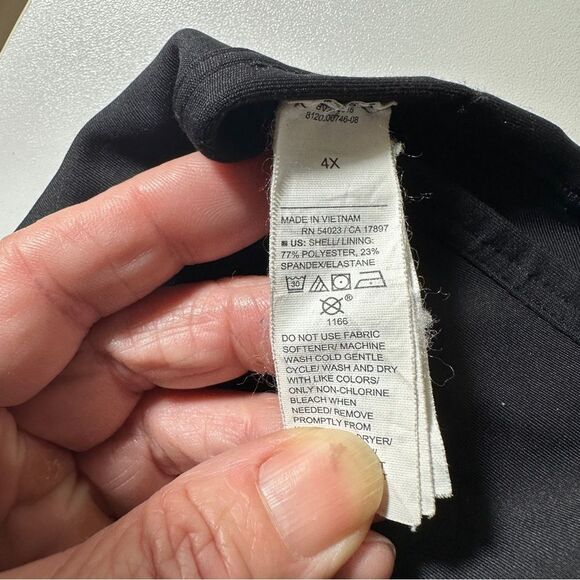 8120.00746-08
4X
MADE IN VIETNAM
RN 54023 / CA 17897
US: SHELL/ LINING:
77% POLYESTER, 23%
SPANDEX/ELASTANE
30
®
1166
DO NOT USE FABRIC
SOFTENER/ MACHINE
WASH COLD GENTLE
CYCLE/ WASH AND DRY
WITH LIKE COLORS/
ONLY NON-CHLORINE
BLEACH WHEN
NEEDED/ REMOVE
PROMPTLY FROM
DRYER/